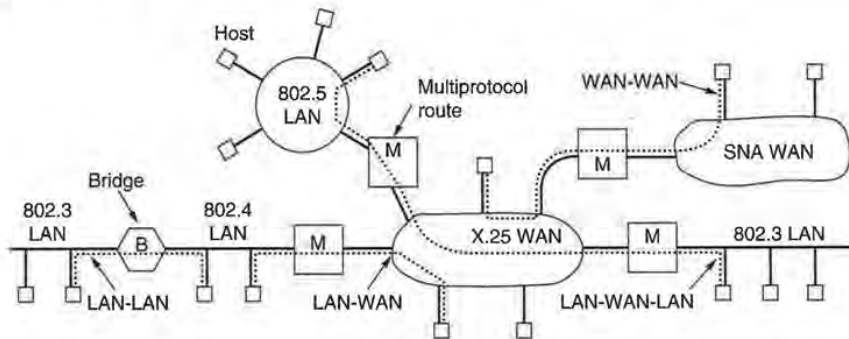 Host
802.5
LAN
Multiprotocol
route
M
WAN-WAN
M
SNA WAN
Bridge
802.3
LAN
B
802.4
LAN
M
X.25 WAN
M
802.3 LAN
LAN-LAN
LAN-WAN
LAN-WAN-LAN